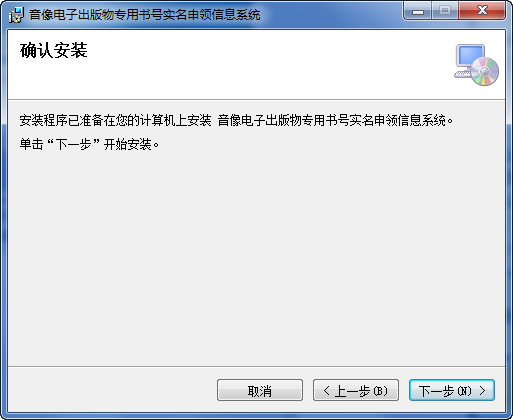 音像电子出版物专用书号实名申领信息系统
确认安装
安装程序已准备在您的计算机上安装 音像电子出版物专用书号实名申领信息系统。
单击“下一步”开始安装。
取消
< 上一步(B)
下一步(N) >